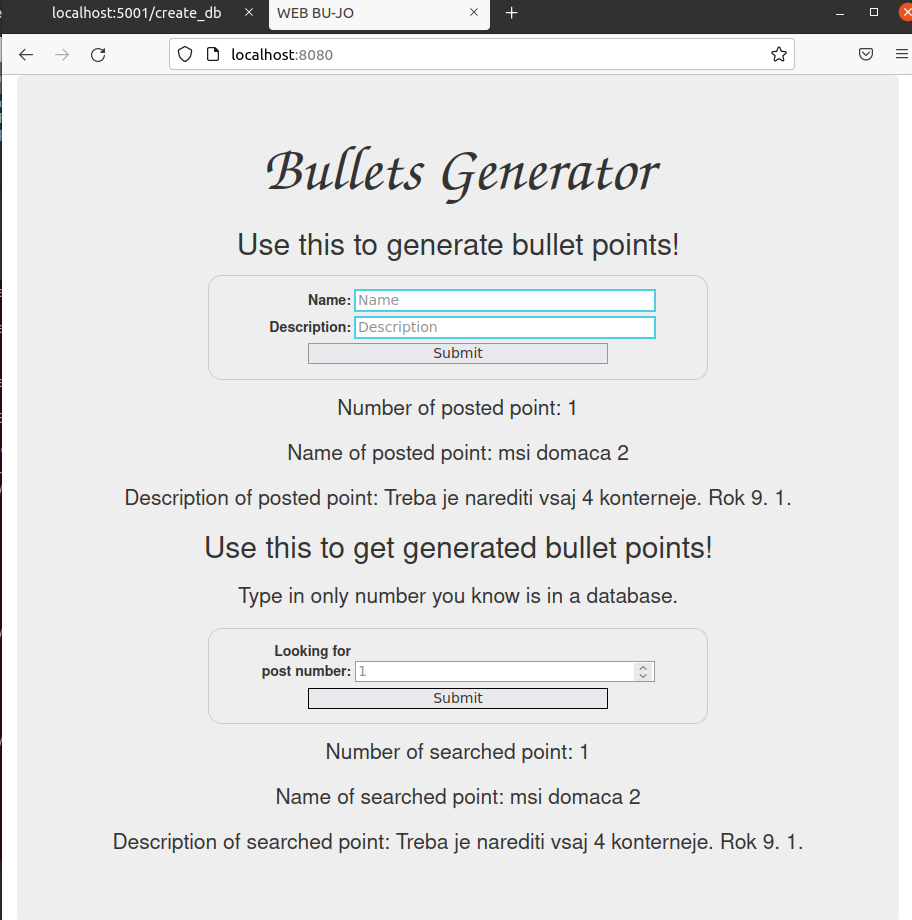 localhost:5001/create_db
WEB BU-JO
localhost:8080
Bullets Generator
Use this to generate bullet points!
Name: Name
Description: Description
Submit
Number of posted point: 1
Name of posted point: msi domaca 2
Description of posted point: Treba je narediti vsaj 4 konterneje. Rok 9. 1.
Use this to get generated bullet points!
Type in only number you know is in a database.
Looking for
post number: 1
Submit
Number of searched point: 1
Name of searched point: msi domaca 2
Description of searched point: Treba je narediti vsaj 4 konterneje. Rok 9. 1.